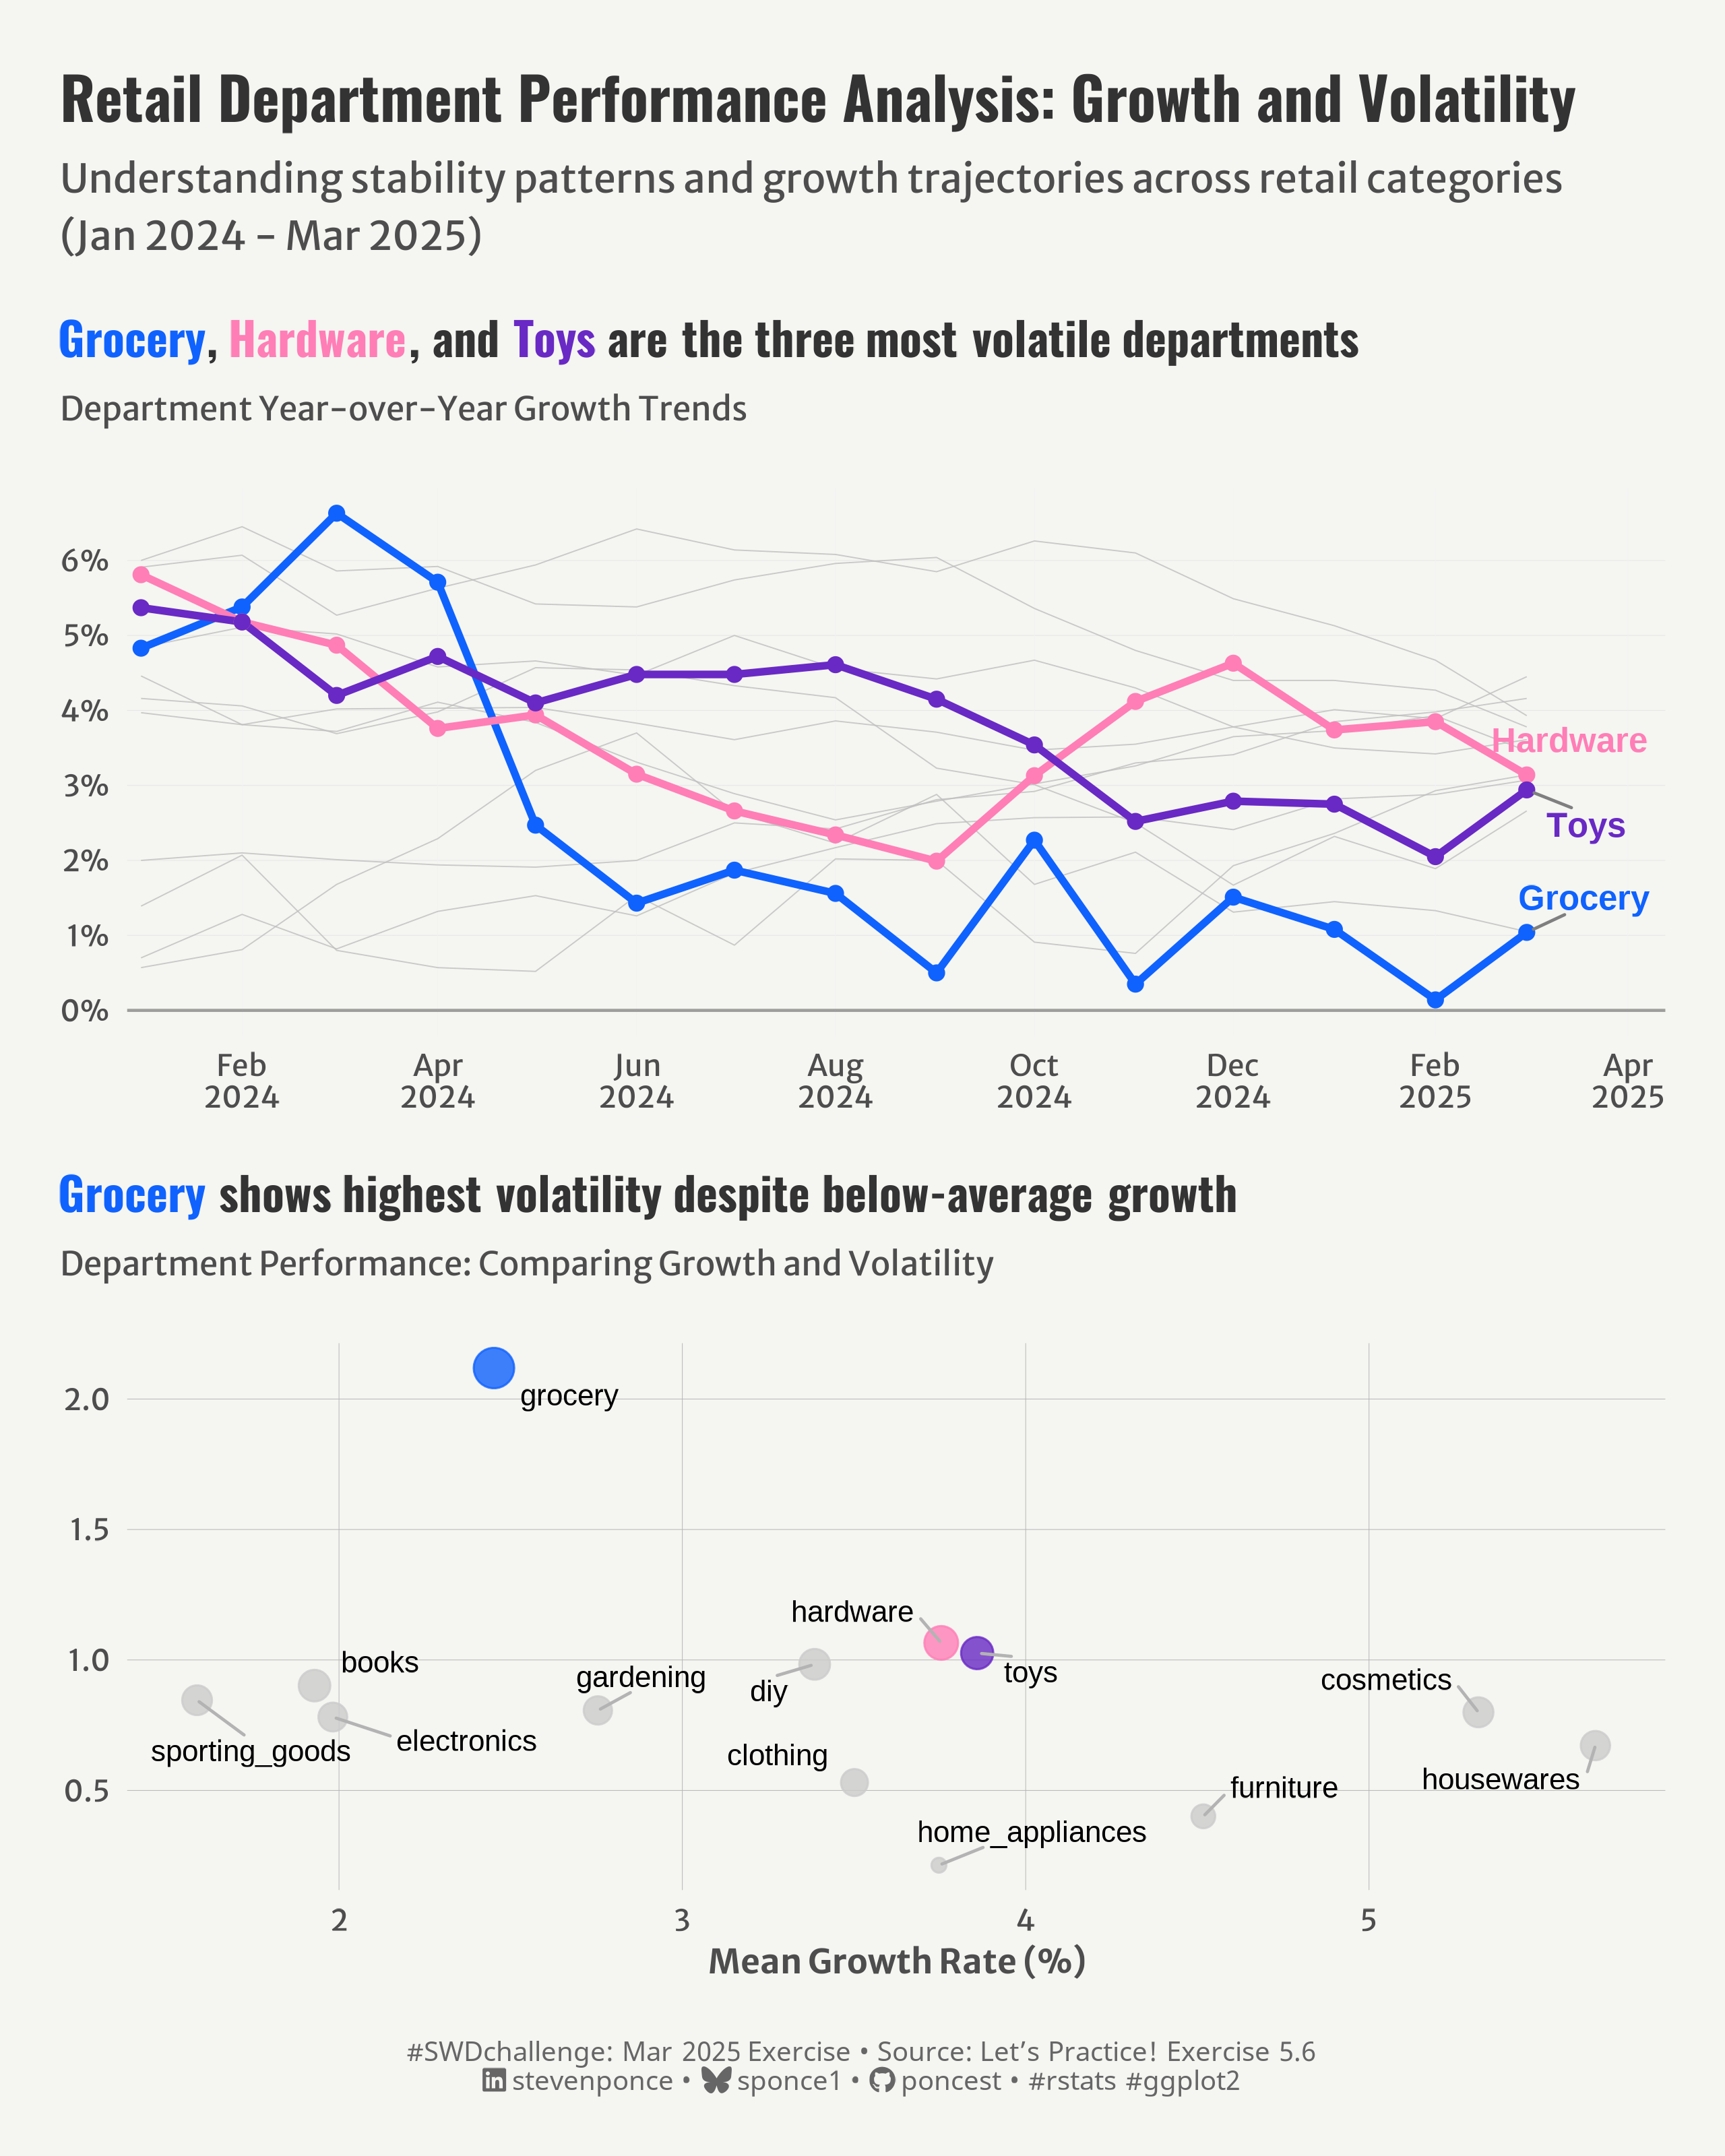 Retail Department Performance Analysis: Growth and Volatility
Understanding stability patterns and growth trajectories across retail categories
(Jan 2024 – Mar 2025)
Grocery, Hardware, and Toys are the three most volatile departments
Department Year-over-Year Growth Trends
6%
5%
4%
3%
2%
1%
0%
Hardware
Toys
Grocery
Feb 2024
Apr 2024
Jun 2024
Aug 2024
Oct 2024
Dec 2024
Feb 2025
Apr 2025
Grocery shows highest volatility despite below-average growth
Department Performance: Comparing Growth and Volatility
2.0
1.5
1.0
0.5
grocery
hardware
toys
books
gardening
diy
cosmetics
sporting_goods
electronics
clothing
housewares
furniture
home_appliances
2
3
4
5
Mean Growth Rate (%)
#SWDchallenge: Mar 2025 Exercise • Source: Let's Practice! Exercise 5.6
stevenponce • sponce1 • poncest • #rstats #ggplot2